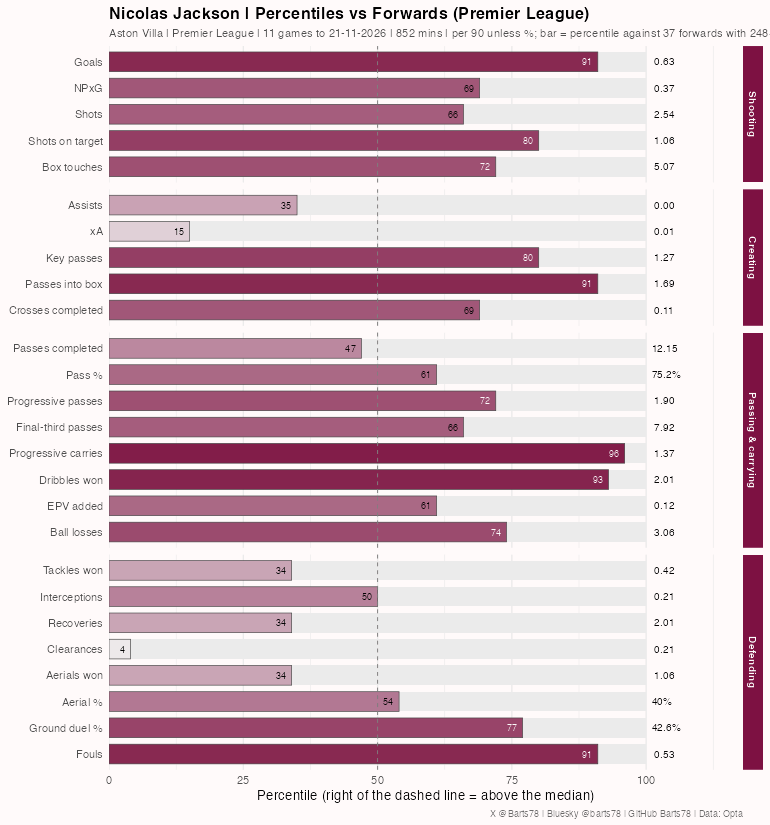 Nicolas Jackson | Percentiles vs Forwards (Premier League)
Aston Villa | Premier League | 11 games to 21-11-2026 | 852 mins | per 90 unless %; bar = percentile against 37 forwards with 248
Goals 91 0.63
NPxG 69 0.37
Shots 66 2.54
Shots on target 80 1.06
Box touches 72 5.07
Shooting
Assists 35 0.00
xA 15 0.01
Key passes 80 1.27
Passes into box 91 1.69
Crosses completed 69 0.11
Creating
Passes completed 47 12.15
Pass % 61 75.2%
Progressive passes 72 1.90
Final-third passes 66 7.92
Progressive carries 96 1.37
Dribbles won 93 2.01
EPV added 61 0.12
Ball losses 74 3.06
Passing & carrying
Tackles won 34 0.42
Interceptions 50 0.21
Recoveries 34 2.01
Clearances 4 0.21
Aerials won 34 1.06
Aerial % 54 40%
Ground duel % 77 42.6%
Fouls 91 0.53
Defending
0 25 50 75 100
Percentile (right of the dashed line = above the median)
X @Barts78 | Bluesky @barts78 | GitHub Barts78 | Data: Opta